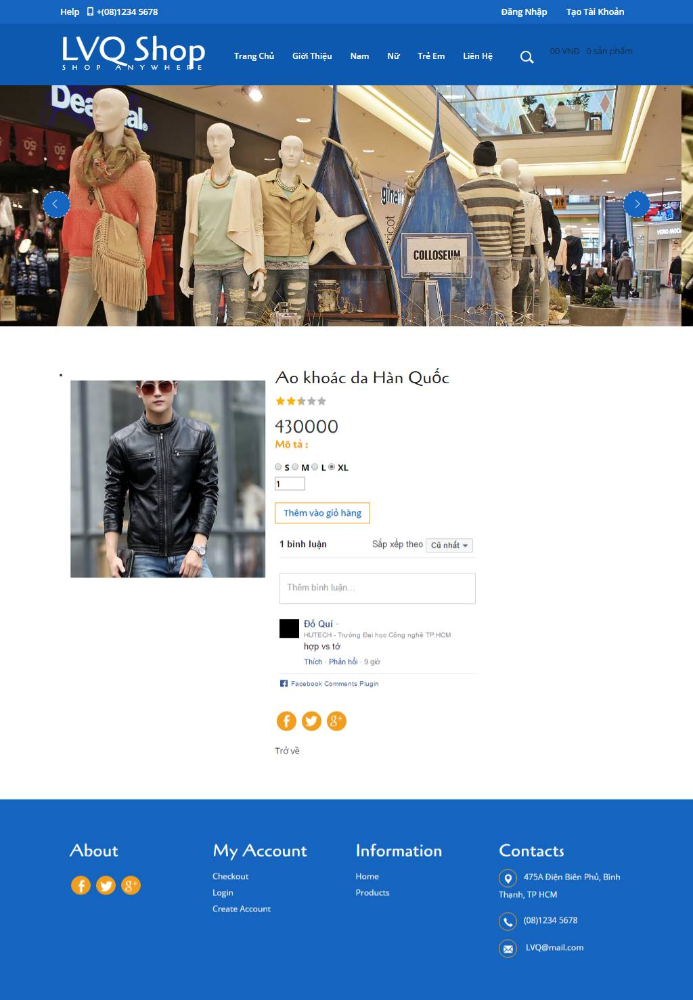 Help +(08)1234 5678
Đăng Nhập Tạo Tài Khoản
LVQ Shop
SHOP ANYWHERE
Trang Chủ Giới Thiệu Nam Nữ Trẻ Em Liên Hệ
00 VNĐ 0 sản phẩm
COLLOSEUM
tricot
VERO MODA
Ao khoác da Hàn Quốc
430000
Mô tả :
S M L XL
1
Thêm vào giỏ hàng
1 bình luận Sắp xếp theo Cũ nhất
Thêm bình luận...
Đỗ Quí ·
HUTECH - Trường Đại học Công nghệ TP.HCM
hợp vs tớ
Thích · Phản hồi · 9 giờ
Facebook Comments Plugin
Trở về
About
My Account
Checkout
Login
Create Account
Information
Home
Products
Contacts
475A Điện Biên Phủ, Bình
Thạnh, TP HCM
(08)1234 5678
LVQ@mail.com